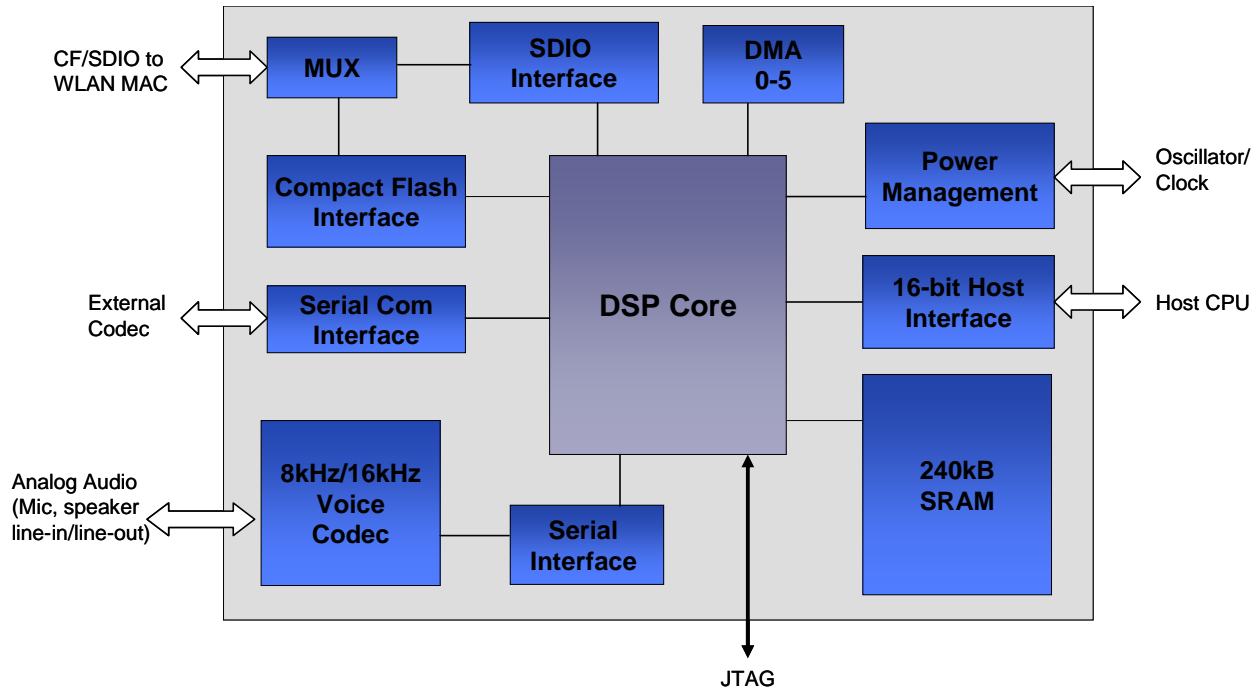 CF/SDIO to
WLAN MAC
MUX
SDIO
Interface
DMA
0-5
Compact Flash
Interface
Power
Management
Oscillator/
Clock
External
Codec
Serial Com
Interface
DSP Core
16-bit Host
Interface
Host CPU
Analog Audio
(Mic, speaker
line-in/line-out)
8kHz/16kHz
Voice
Codec
Serial
Interface
240kB
SRAM
JTAG